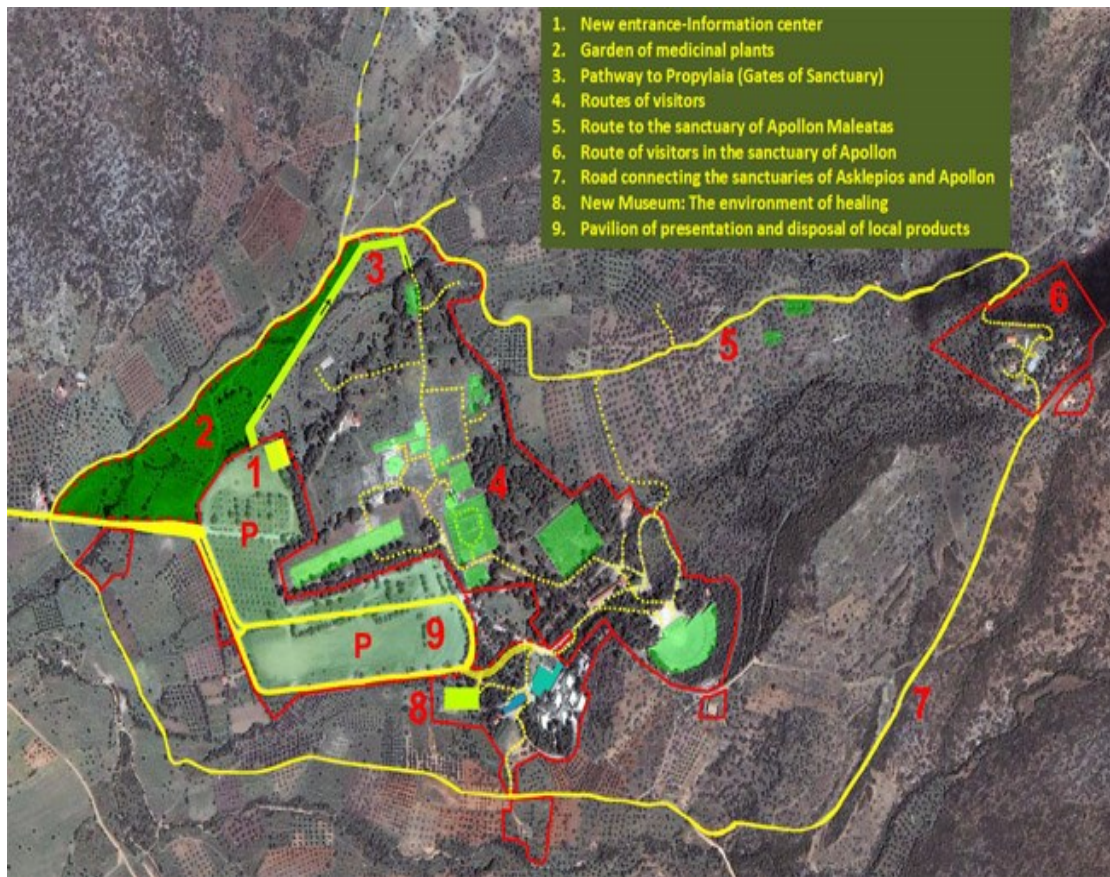 1. New entrance-Information center
2. Garden of medicinal plants
3. Pathway to Propylaia (Gates of Sanctuary)
4. Routes of visitors
5. Route to the sanctuary of Apollon Maleatas
6. Route of visitors in the sanctuary of Apollon
7. Road connecting the sanctuaries of Asklepios and Apollon
8. New Museum: The environment of healing
9. Pavilion of presentation and disposal of local products
3
6
5
2
1
4
P
9
P
8
7